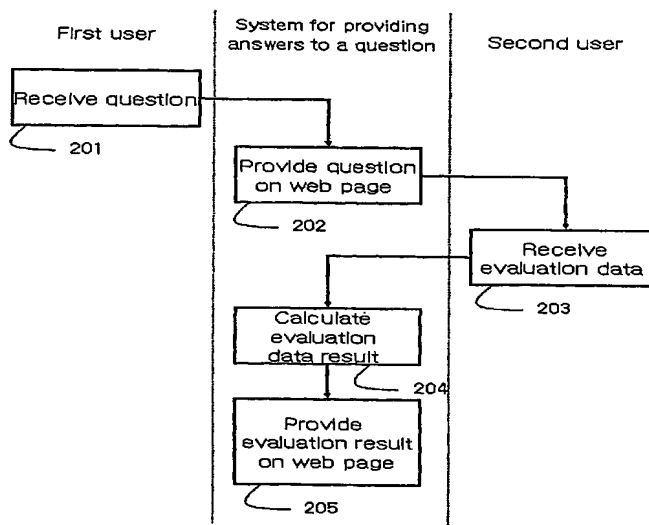 First user
System for providing
answers to a question
Second user
Receive question
201
Provide question
on web page
202
Receive
evaluation data
203
Calculate
evaluation
data result
204
Provide
evaluation result
on web page
205